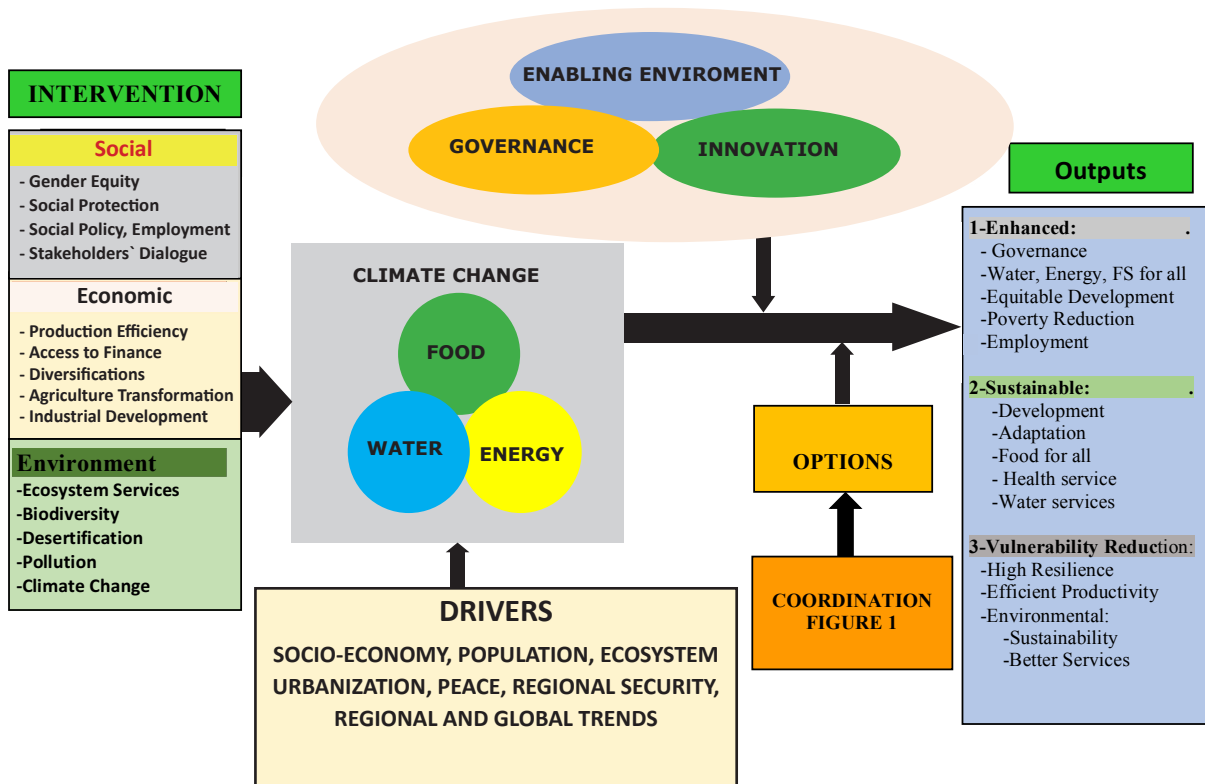 INTERVENTION
Social
- Gender Equity
- Social Protection
- Social Policy, Employment
- Stakeholders` Dialogue
Economic
- Production Efficiency
- Access to Finance
- Diversifications
- Agriculture Transformation
- Industrial Development
Environment
-Ecosystem Services
-Biodiversity
-Desertification
-Pollution
-Climate Change
CLIMATE CHANGE
FOOD
WATER
ENERGY
DRIVERS
SOCIO-ECONOMY, POPULATION, ECOSYSTEM
URBANIZATION, PEACE, REGIONAL SECURITY,
REGIONAL AND GLOBAL TRENDS
ENABLING ENVIROMENT
GOVERNANCE
INNOVATION
OPTIONS
COORDINATION
FIGURE 1
Outputs
1-Enhanced: .
- Governance
-Water, Energy, FS for all
-Equitable Development
-Poverty Reduction
-Employment
2-Sustainable: .
-Development
-Adaptation
-Food for all
- Health service
-Water services
3-Vulnerability Reduction:
-High Resilience
-Efficient Productivity
-Environmental:
-Sustainability
-Better Services